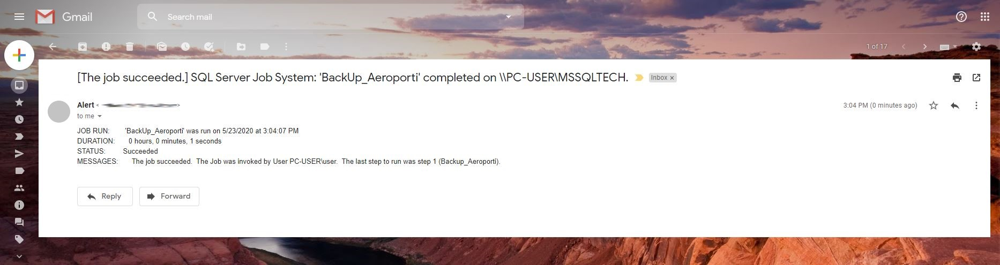 Gmail
Search mail
1 of 17
[The job succeeded.] SQL Server Job System: 'BackUp_Aeroporti' completed on \\PC-USER\MSSQLTECH.
Inbox ×
Alert < >
3:04 PM (0 minutes ago)
to me
JOB RUN: 'BackUp_Aeroporti' was run on 5/23/2020 at 3:04:07 PM
DURATION: 0 hours, 0 minutes, 1 seconds
STATUS: Succeeded
MESSAGES: The job succeeded. The Job was invoked by User PC-USER\user. The last step to run was step 1 (Backup_Aeroporti).
Reply
Forward